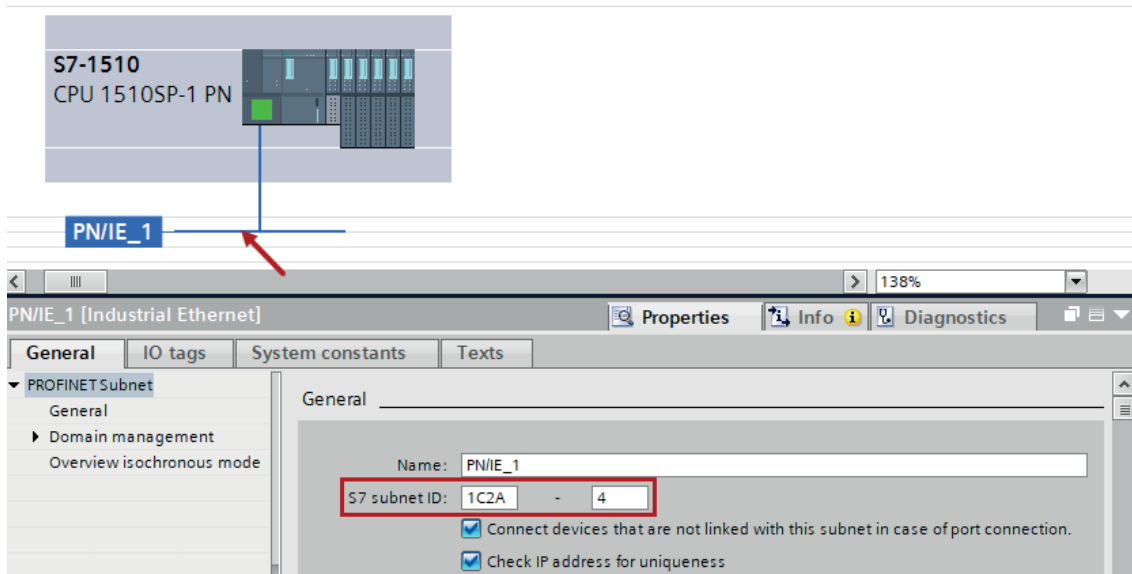 S7-1510
CPU 1510SP-1 PN
PN/IE_1
138%
PN/IE_1 [Industrial Ethernet]
Properties
Info
Diagnostics
General
IO tags
System constants
Texts
PROFINET Subnet
General
Domain management
Overview isochronous mode
General
Name: PN/IE_1
S7 subnet ID: 1C2A - 4
Connect devices that are not linked with this subnet in case of port connection.
Check IP address for uniqueness